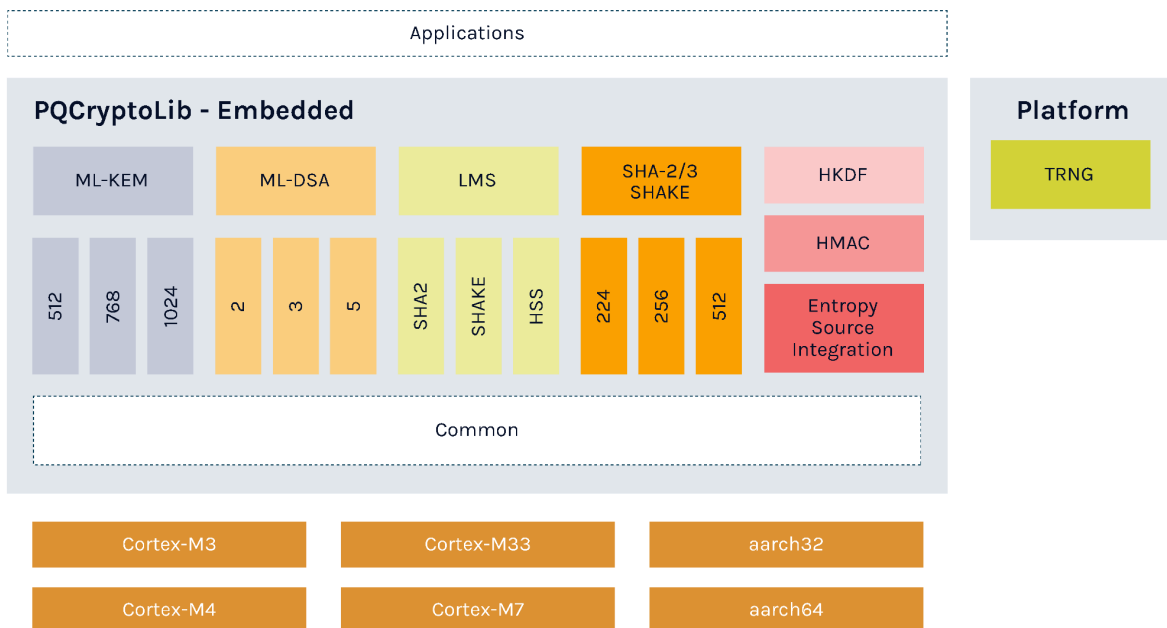 Applications
PQCryptoLib - Embedded
Platform
ML-KEM
ML-DSA
LMS
SHA-2/3
SHAKE
HKDF
TRNG
HMAC
512
768
1024
2
3
5
SHA2
SHAKE
HSS
224
256
512
Entropy
Source
Integration
Common
Cortex-M3
Cortex-M33
aarch32
Cortex-M4
Cortex-M7
aarch64